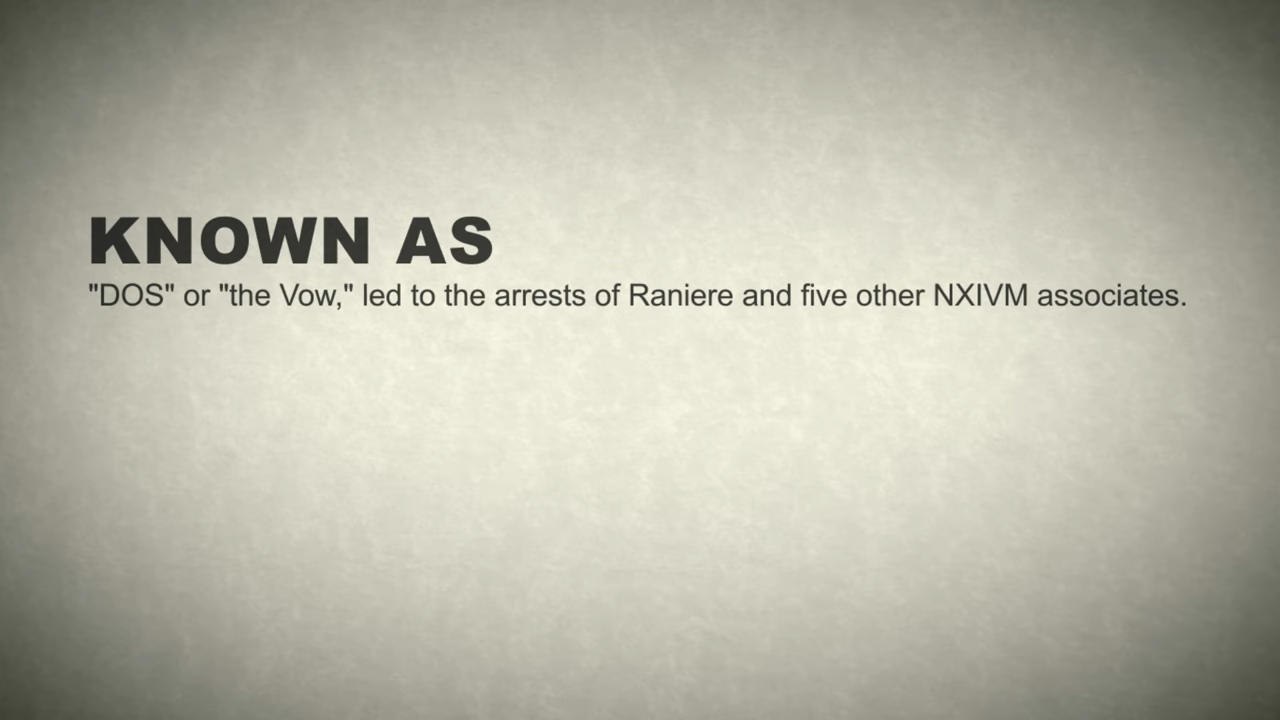 KNOWN AS
"DOS" or "the Vow," led to the arrests of Raniere and five other NXIVM associates.